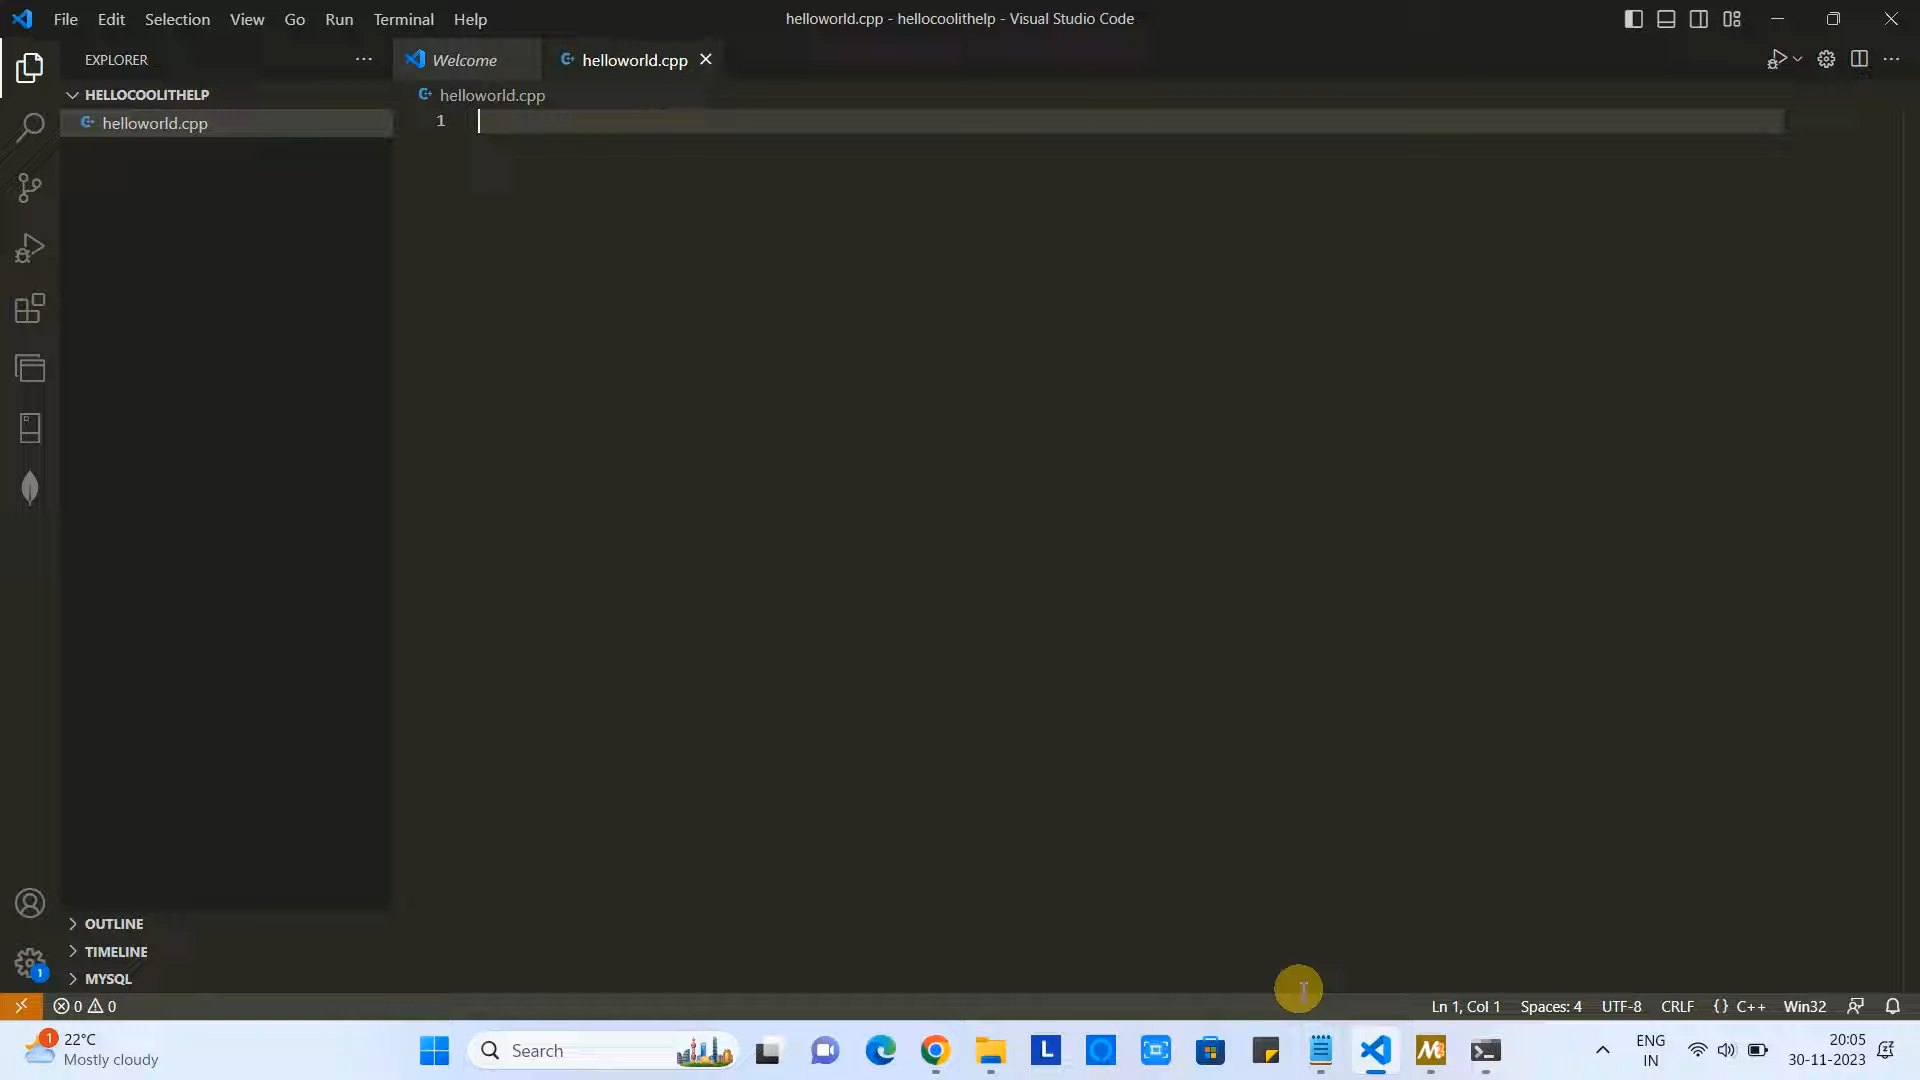 File Edit Selection View Go Run Terminal Help
helloworld.cpp - hellocoolithelp - Visual Studio Code
EXPLORER
Welcome
helloworld.cpp
HELLOCOOLITHELP
helloworld.cpp
helloworld.cpp
1
OUTLINE
TIMELINE
MYSQL
1
0 0
Ln 1, Col 1 Spaces: 4 UTF-8 CRLF {} C++ Win32
1
22°C
Mostly cloudy
Search
L
ENG
IN
20:05
30-11-2023